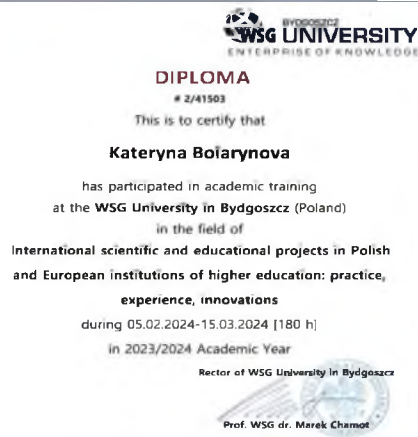 BYDGOSZCZ
WSG UNIVERSITY
ENTERPRISE OF KNOWLEDGE
DIPLOMA
# 2/41503
This is to certify that
Kateryna Boiarynova
has participated in academic training
at the WSG University in Bydgoszcz (Poland)
in the field of
International scientific and educational projects in Polish
and European institutions of higher education: practice,
experience, innovations
during 05.02.2024-15.03.2024 [180 h]
in 2023/2024 Academic Year
Rector of WSG University in Bydgoszcz
Prof. WSG dr. Marek Chamot